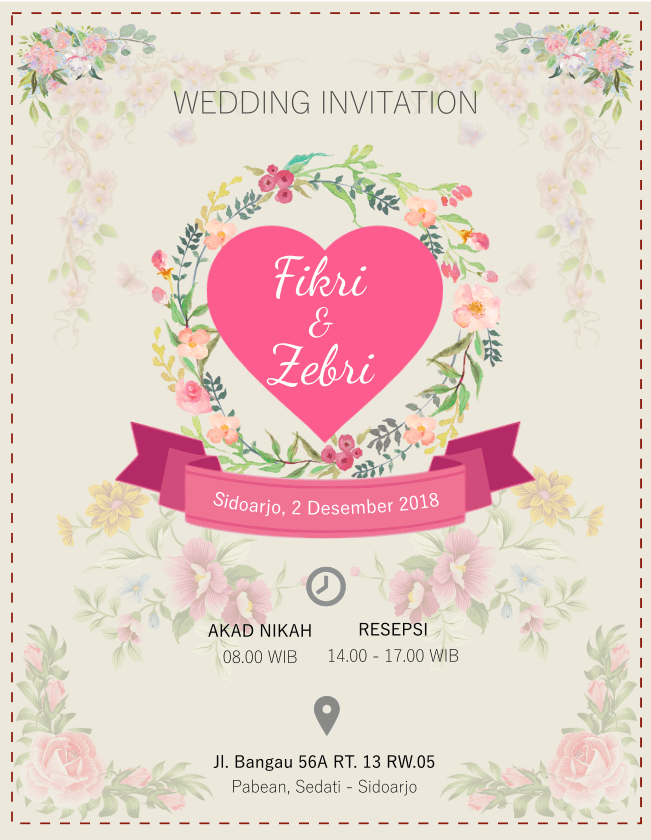 WEDDING INVITATION
Fikri
&
Zebri
Sidoarjo, 2 Desember 2018
AKAD NIKAH
08.00 WIB
RESEPSI
14.00 - 17.00 WIB
Jl. Bangau 56A RT. 13 RW.05
Pabean, Sedati - Sidoarjo